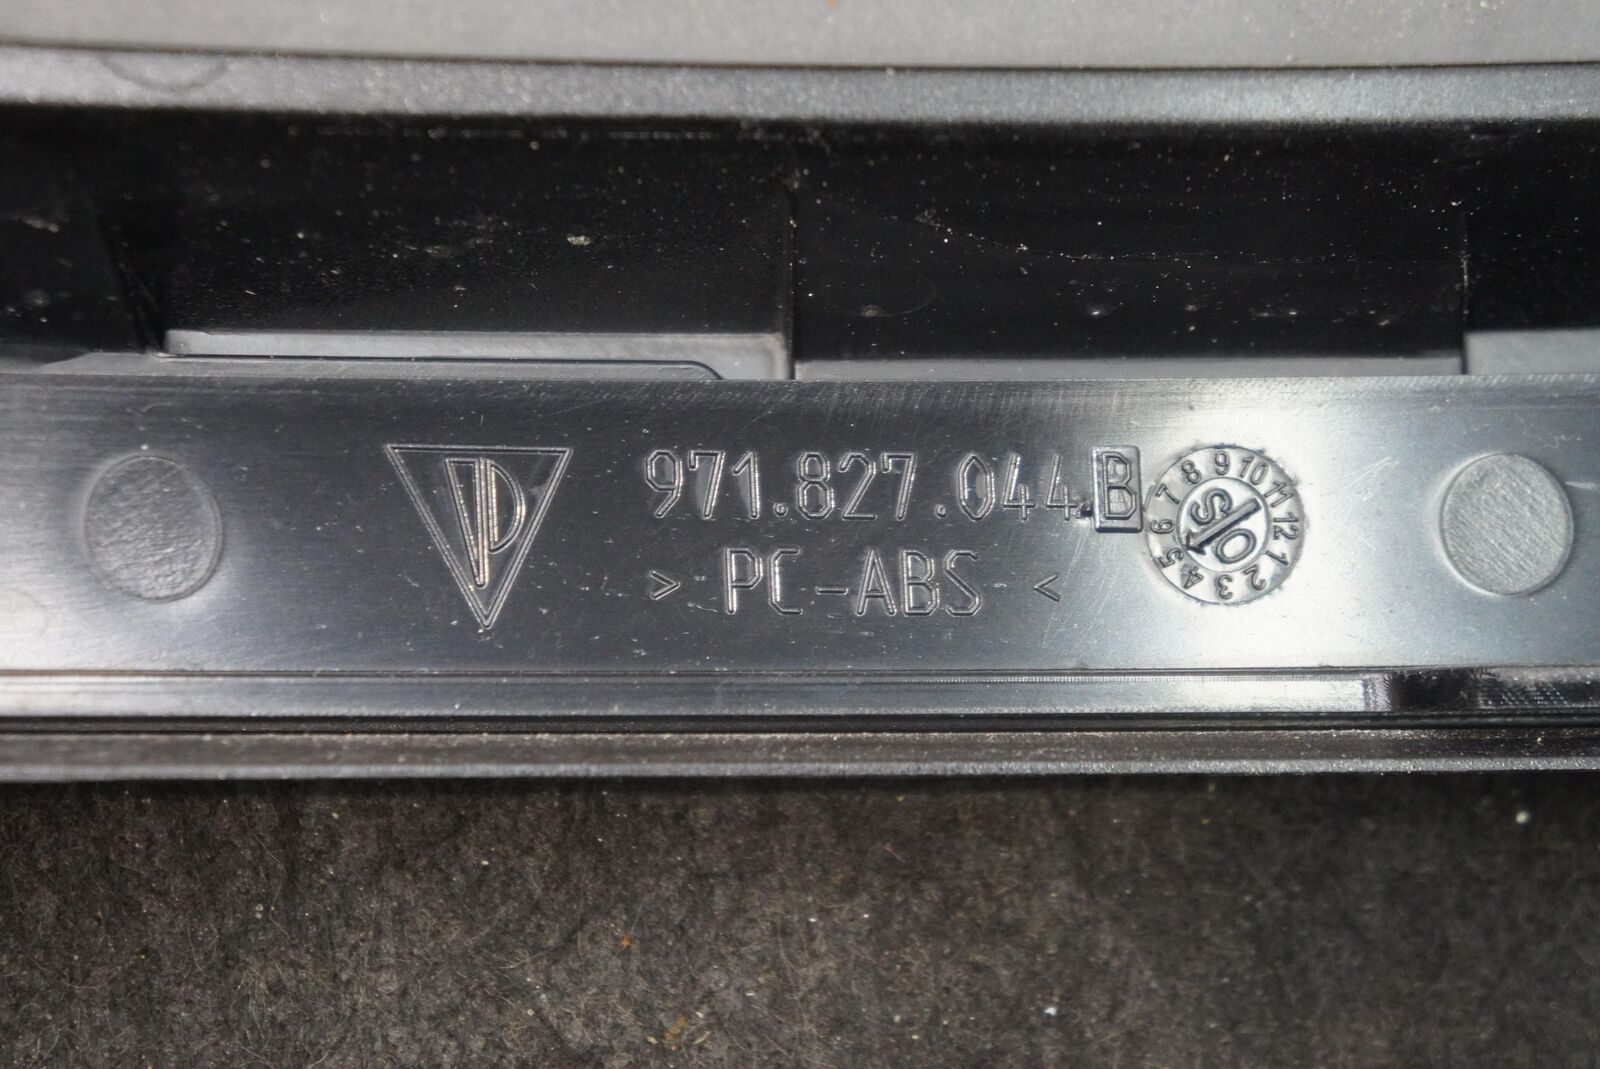 971.827.044.B
> PC-ABS <
1 2 3 4 5 6 7 8 9 10 11 12